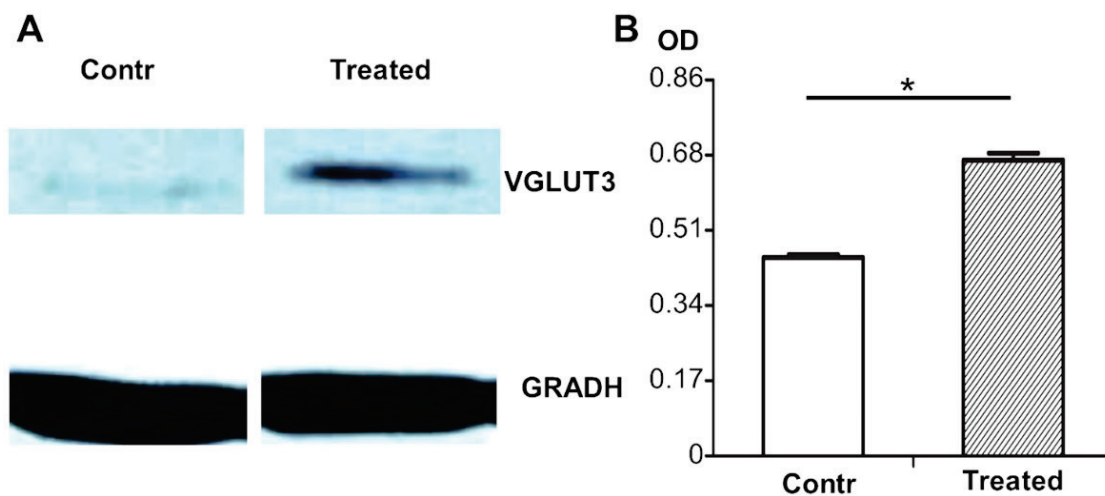 A
Contr Treated
VGLUT3
GRADH
B
OD
0.86
*
0.68
0.51
0.34
0.17
0
Contr Treated